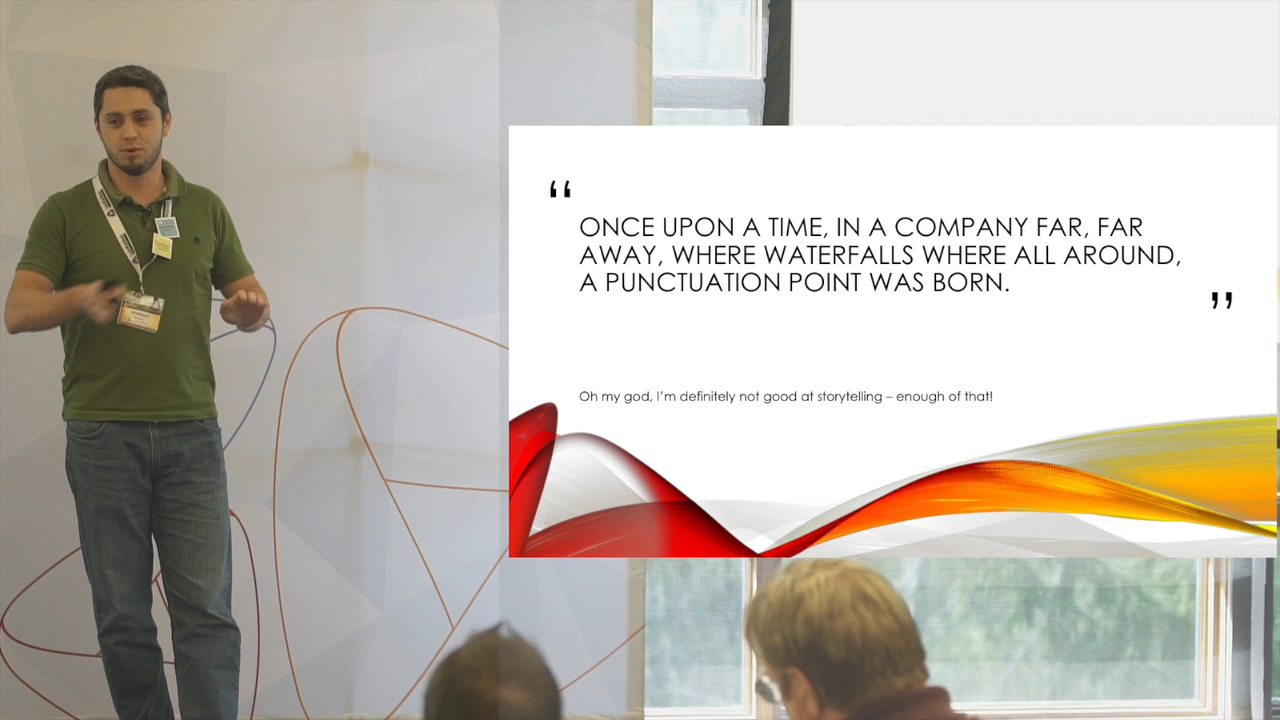 “
ONCE UPON A TIME, IN A COMPANY FAR, FAR
AWAY, WHERE WATERFALLS WHERE ALL AROUND,
A PUNCTUATION POINT WAS BORN.
”
Oh my god, I’m definitely not good at storytelling – enough of that!